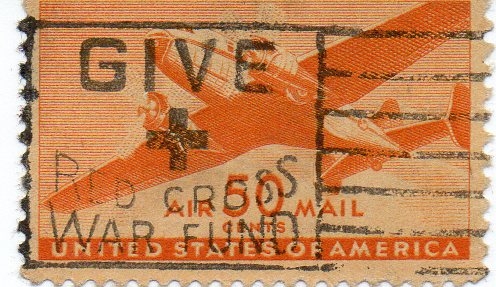 GIVE
RED CROSS
WAR FUND
AIR 50 MAIL
CENTS
UNITED STATES OF AMERICA